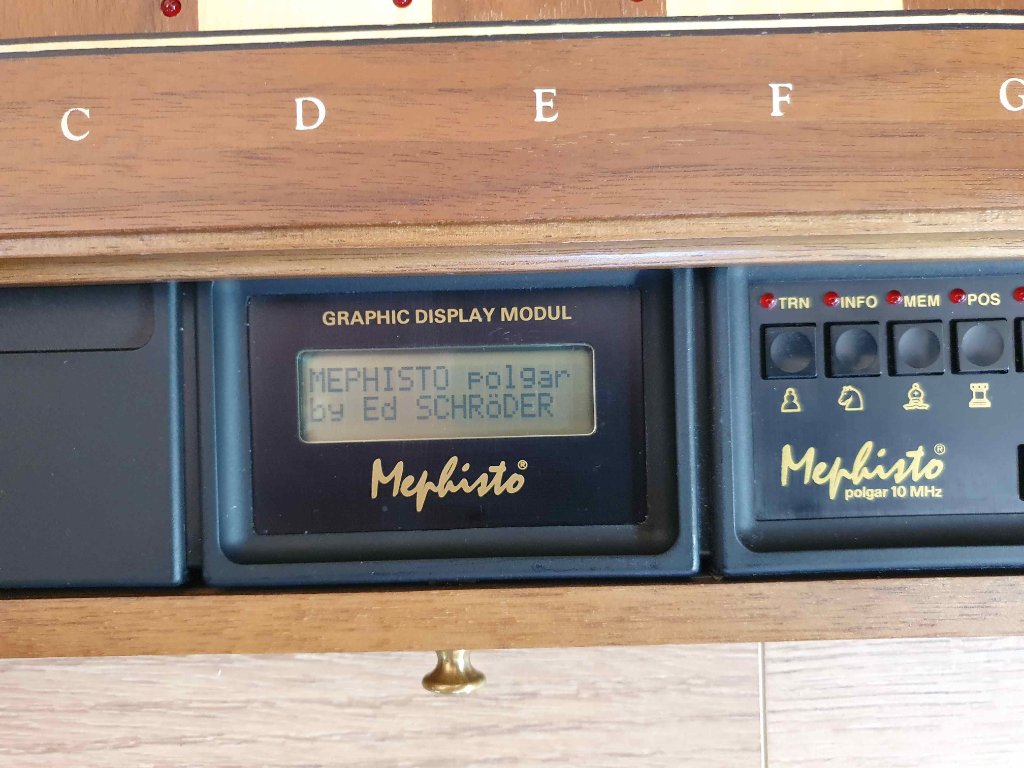 C D E F G
GRAPHIC DISPLAY MODUL
MEPHISTO polgar
by Ed SCHRöDER
Mephisto®
TRN INFO MEM POS
Mephisto®
polgar 10 MHz